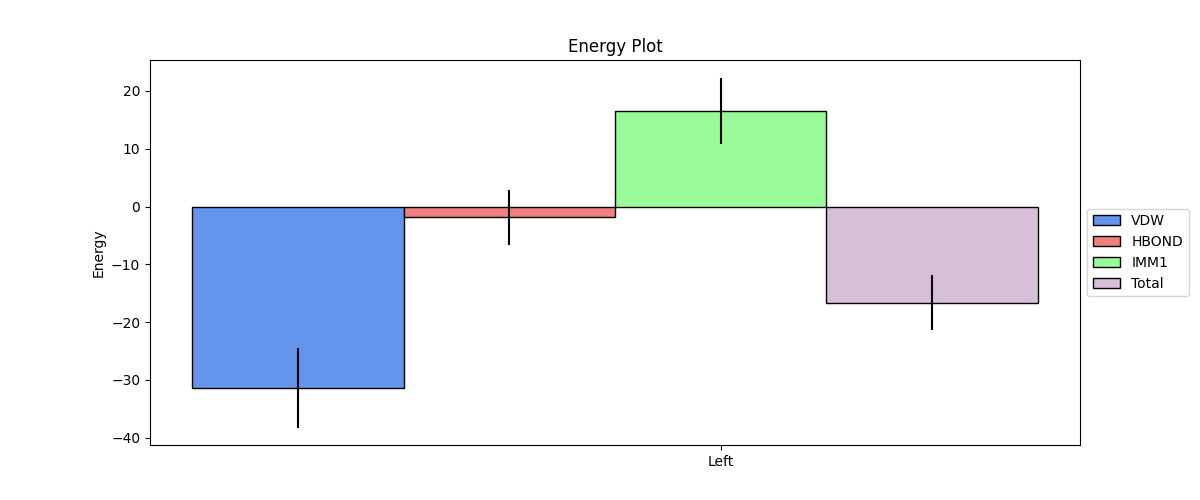 Energy Plot
20
10
0
−10
−20
−30
−40
Energy
Left
VDW
HBOND
IMM1
Total